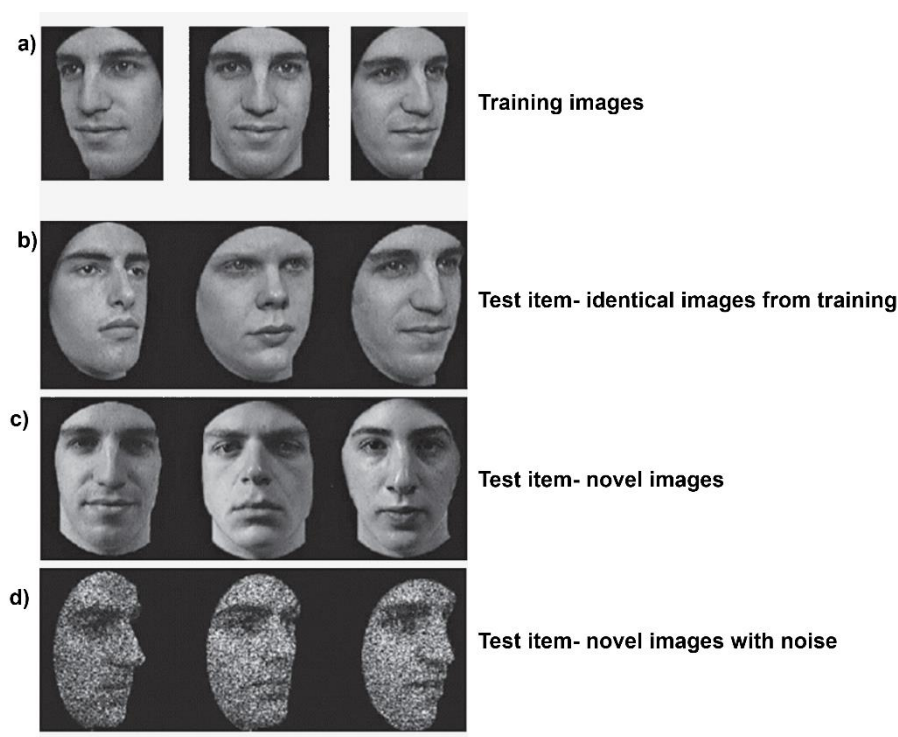 a)
Training images
b)
Test item- identical images from training
c)
Test item- novel images
d)
Test item- novel images with noise